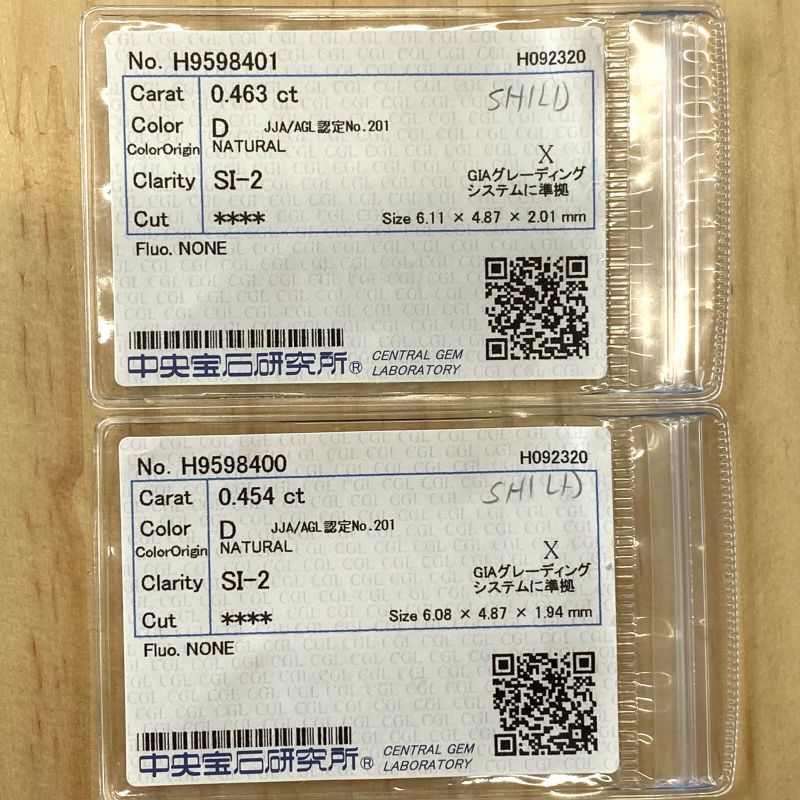 No. H9598401 H092320
Carat 0.463 ct SHILD
Color D JJA/AGL認定No.201
ColorOrigin NATURAL
X
Clarity SI-2 GIAグレーディング
システムに準拠
Cut **** Size 6.11 × 4.87 × 2.01 mm
Fluo. NONE
中央宝石研究所® CENTRAL GEM
LABORATORY
No. H9598400 H092320
Carat 0.454 ct SHILD
Color D JJA/AGL認定No.201
ColorOrigin NATURAL
X
Clarity SI-2 GIAグレーディング
システムに準拠
Cut **** Size 6.08 × 4.87 × 1.94 mm
Fluo. NONE
中央宝石研究所® CENTRAL GEM
LABORATORY